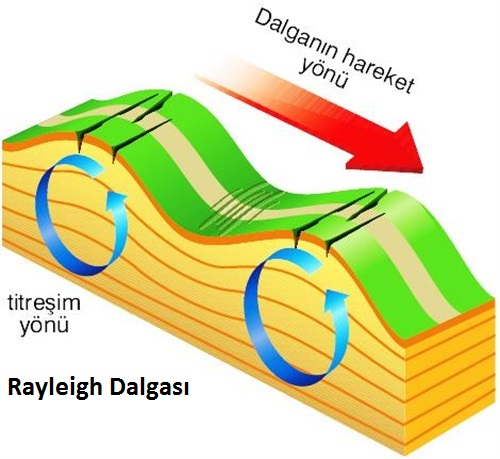 Dalganın hareket
yönü
titreşim
yönü
Rayleigh Dalgası